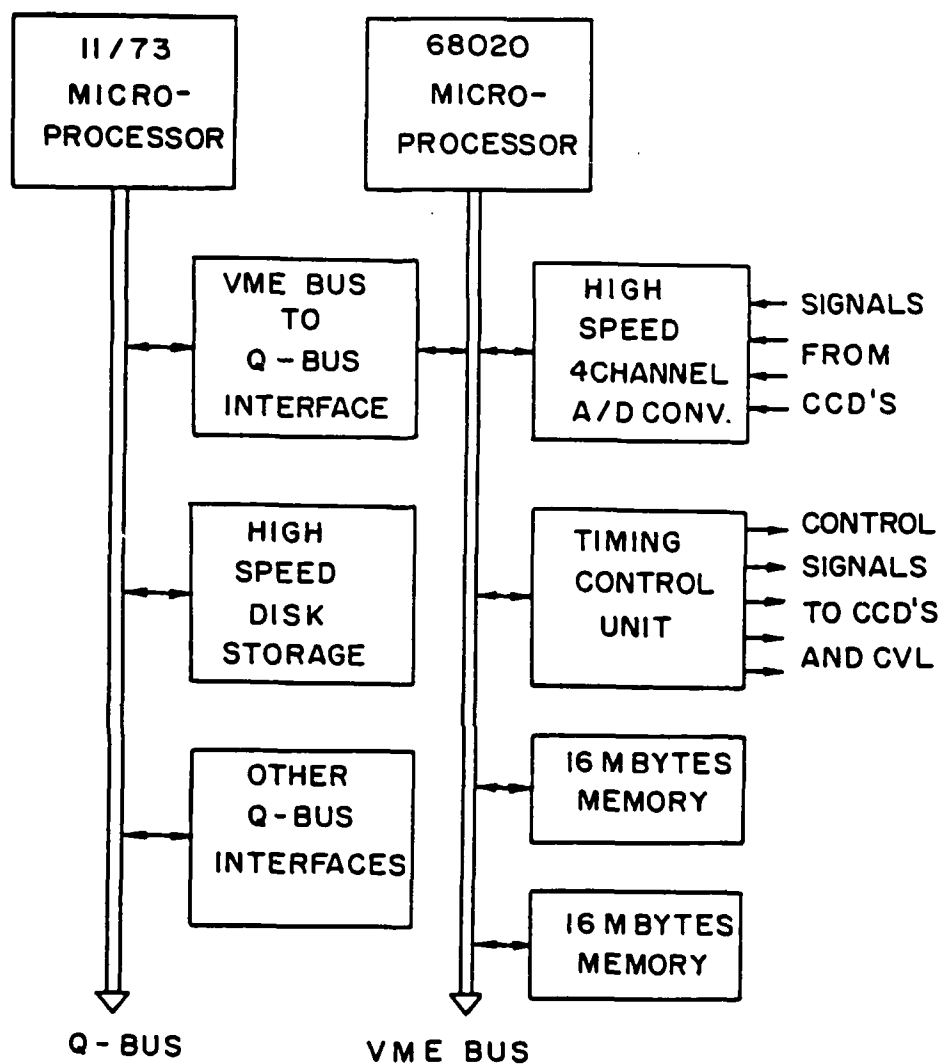 11/73
MICRO-
PROCESSOR
68020
MICRO-
PROCESSOR
VME BUS
TO
Q-BUS
INTERFACE
HIGH
SPEED
4CHANNEL
A/D CONV.
SIGNALS
FROM
CCD'S
HIGH
SPEED
DISK
STORAGE
TIMING
CONTROL
UNIT
CONTROL
SIGNALS
TO CCD'S
AND CVL
OTHER
Q-BUS
INTERFACES
16 MBYTES
MEMORY
16 MBYTES
MEMORY
Q-BUS
VME BUS